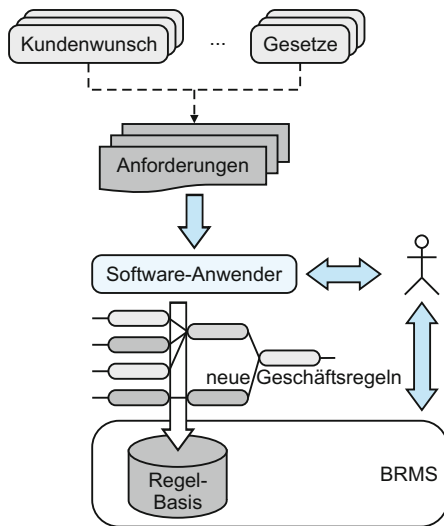 Kundenwunsch
...
Gesetze
Anforderungen
Software-Anwender
neue Geschäftsregeln
BRMS
Regel-
Basis